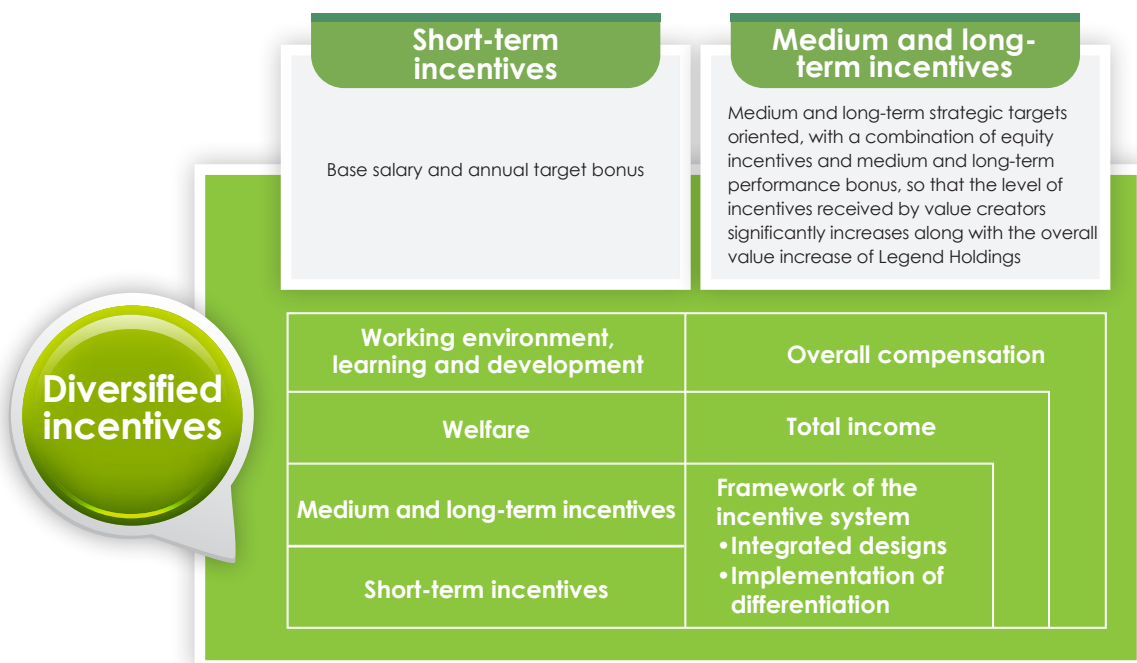 Short-term
incentives
Base salary and annual target bonus
Medium and long-
term incentives
Medium and long-term strategic targets
oriented, with a combination of equity
incentives and medium and long-term
performance bonus, so that the level of
incentives received by value creators
significantly increases along with the overall
value increase of Legend Holdings
Diversified
incentives
Working environment,
learning and development
Overall compensation
Welfare
Total income
Medium and long-term incentives
Framework of the
incentive system
•Integrated designs
•Implementation of
differentiation
Short-term incentives